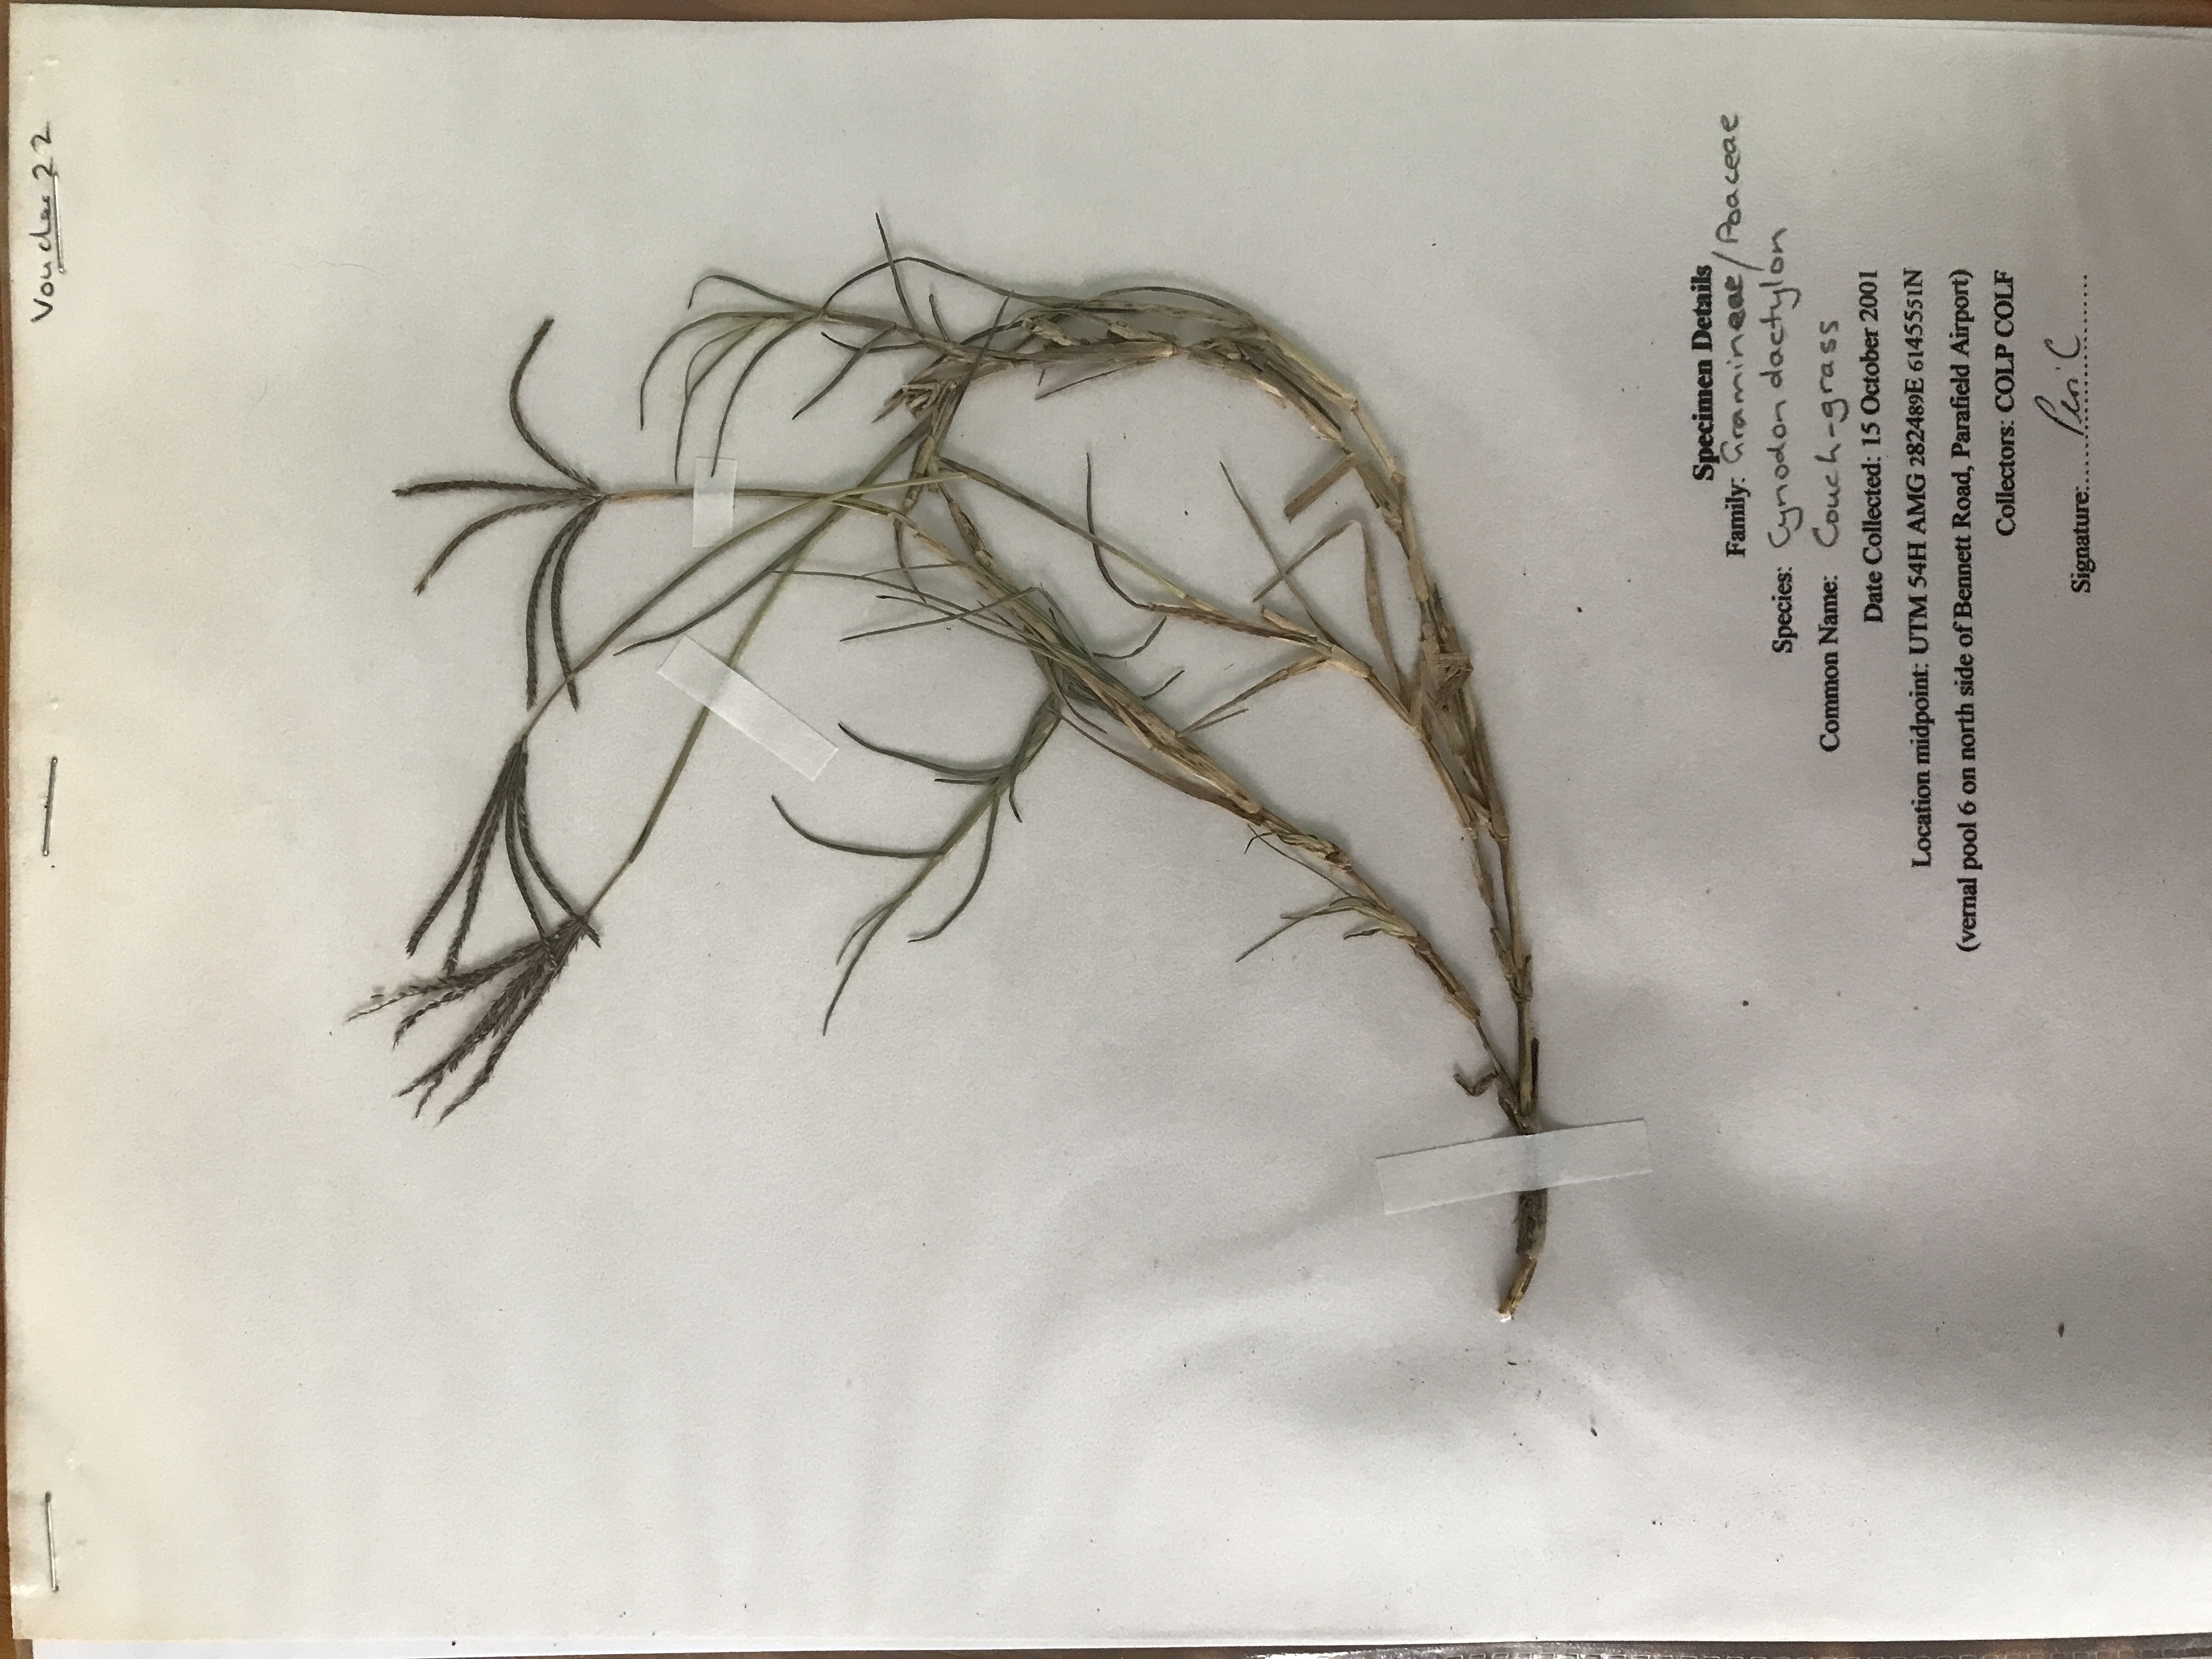 Voucher 22
Specimen Details
Family: Gramineae/Poaceae
Species: Cynodon dactylon
Common Name: Couch-grass
Date Collected: 15 October 2001
Location midpoint: UTM 54H AMG 282489E 6145551N
(vernal pool 6 on north side of Bennett Road, Parafield Airport)
Collectors: COLP COLF
Signature:.......................